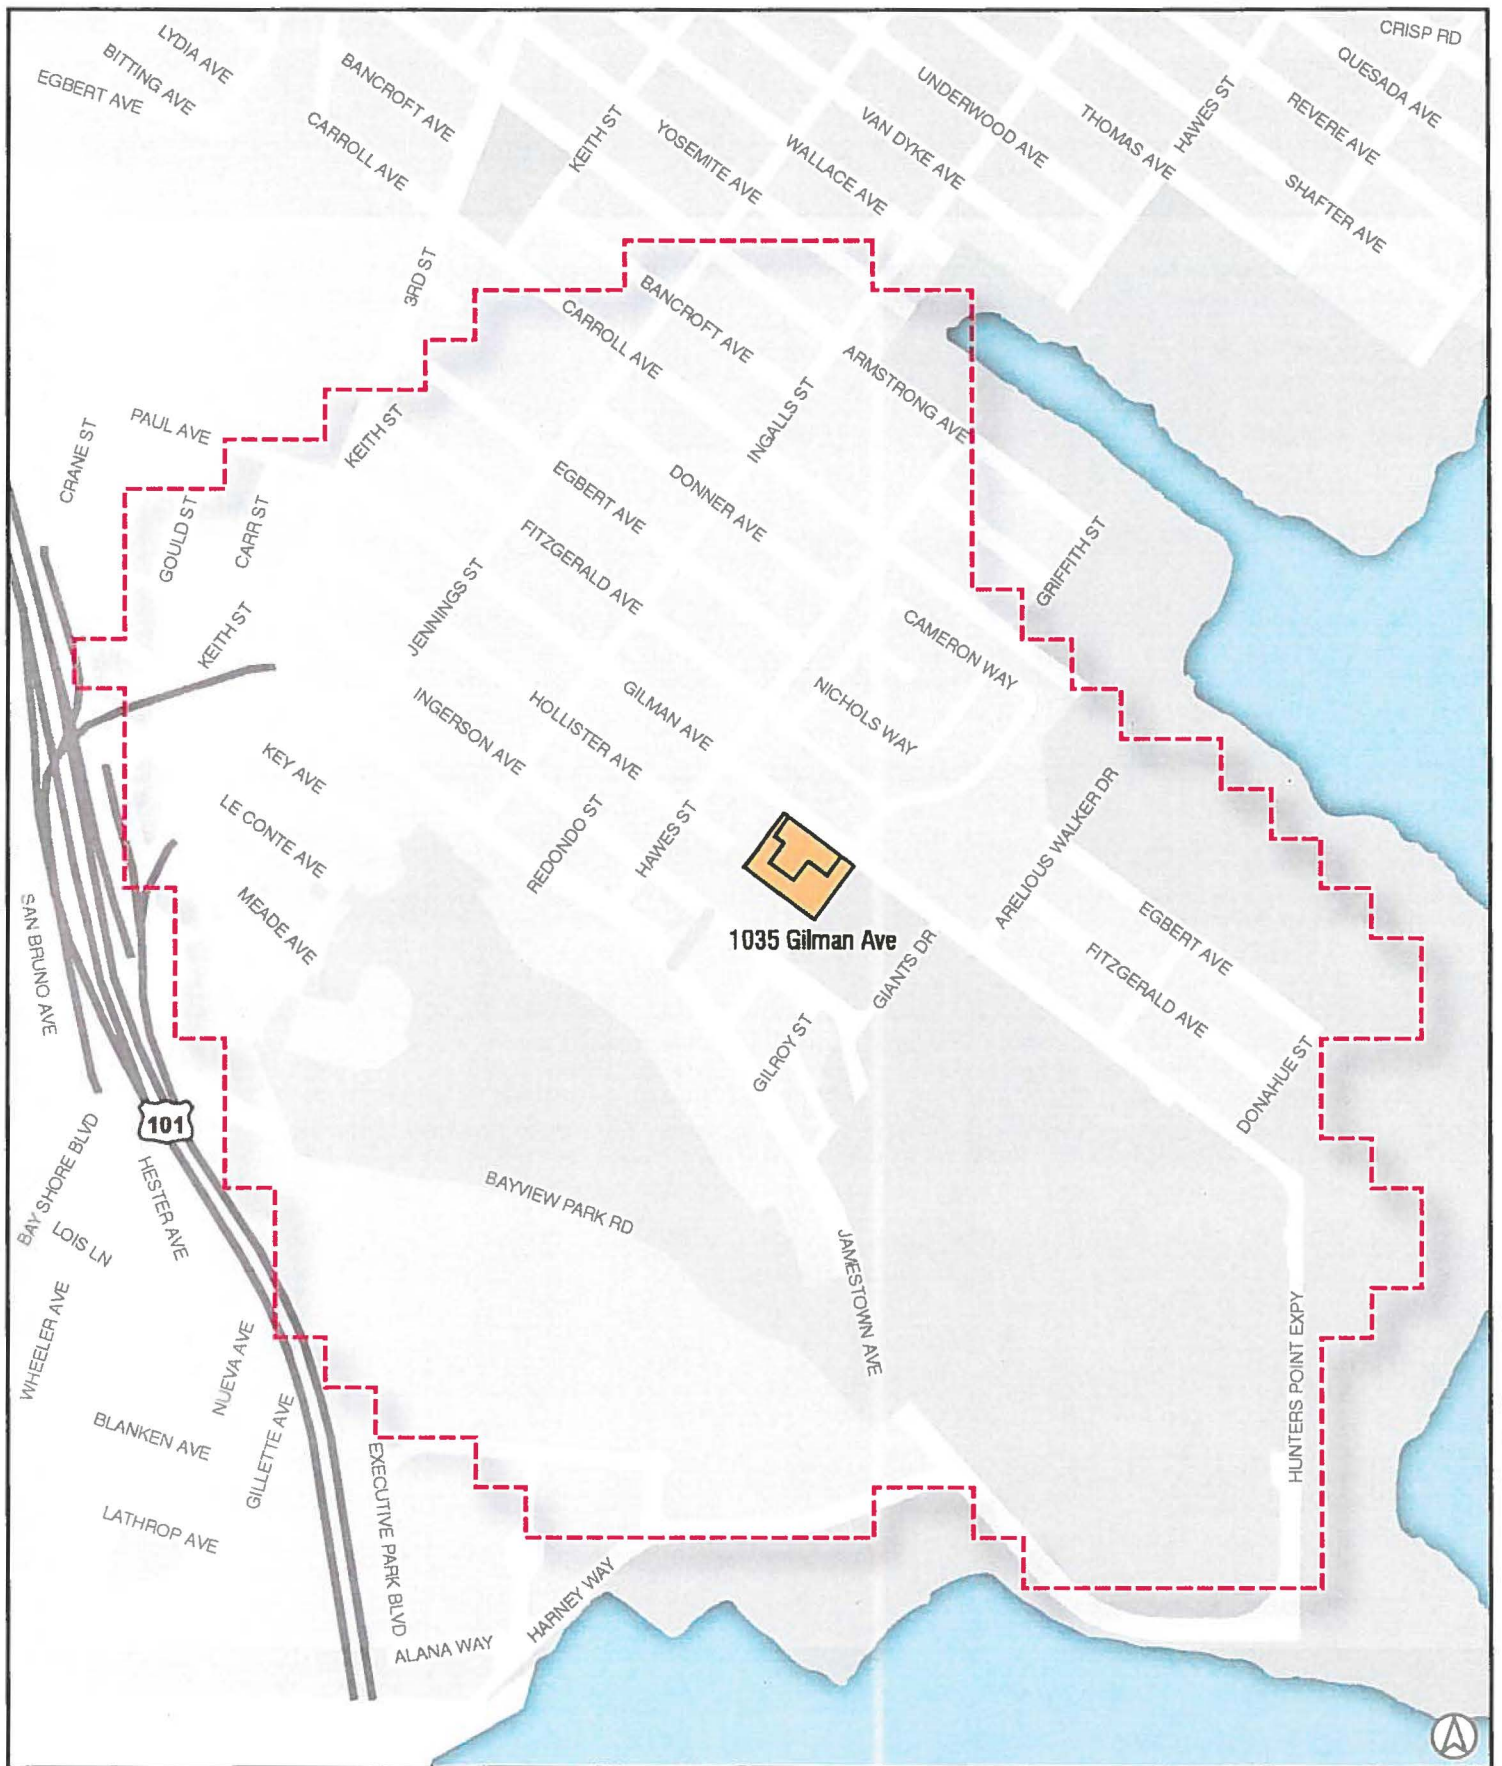 CRISP RD
LYDIA AVE
BITTING AVE
EGBERT AVE
BANCROFT AVE
CARROLL AVE
KEITH ST
YOSEMITE AVE
WALLACE AVE
VAN DYKE AVE
UNDERWOOD AVE
THOMAS AVE
HAWES ST
QUESADA AVE
REVERE AVE
SHAFTER AVE
3RD ST
BANCROFT AVE
CARROLL AVE
ARMSTRONG AVE
INGALLS ST
CRANE ST
PAUL AVE
KEITH ST
GOULD ST
CARR ST
EGBERT AVE
DONNER AVE
FITZGERALD AVE
JENNINGS ST
GRIFFITH ST
KEITH ST
CAMERON WAY
NICHOLS WAY
GILMAN AVE
HOLLISTER AVE
INGERSON AVE
KEY AVE
LE CONTE AVE
MEADE AVE
REDONDO ST
HAWES ST
ARELIOUS WALKER DR
1035 Gilman Ave
EGBERT AVE
FITZGERALD AVE
GIANTS DR
GILROY ST
DONAHUE ST
SAN BRUNO AVE
101
BAY SHORE BLVD
HESTER AVE
LOIS LN
BAYVIEW PARK RD
JAMESTOWN AVE
HUNTERS POINT EXPY
WHEELER AVE
NUEVA AVE
BLANKEN AVE
GILLETTE AVE
LATHROP AVE
EXECUTIVE PARK BLVD
HARNEY WAY
ALANA WAY